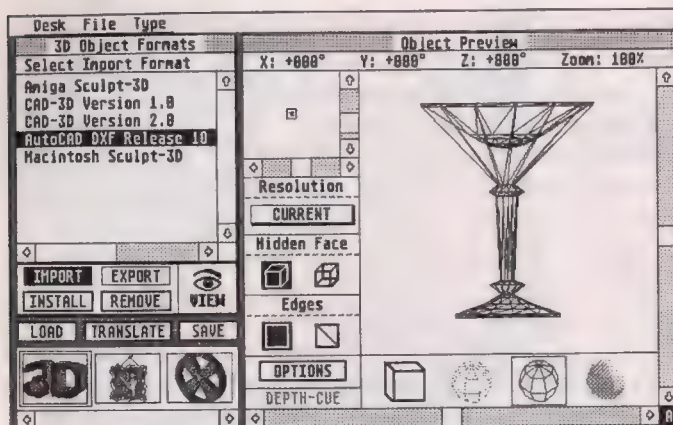 Desk File Type
3D Object Formats
Select Import Format
Amiga Sculpt-3D
CAD-3D Version 1.0
CAD-3D Version 2.0
AutoCAD DXF Release 10
Macintosh Sculpt-3D
IMPORT EXPORT
INSTALL REMOVE VIEW
LOAD TRANSLATE SAVE
3D
Object Preview
X: +000° Y: +000° Z: +000° Zoom: 100%
Resolution
CURRENT
Hidden Face
Edges
OPTIONS
DEPTH-CUE
A